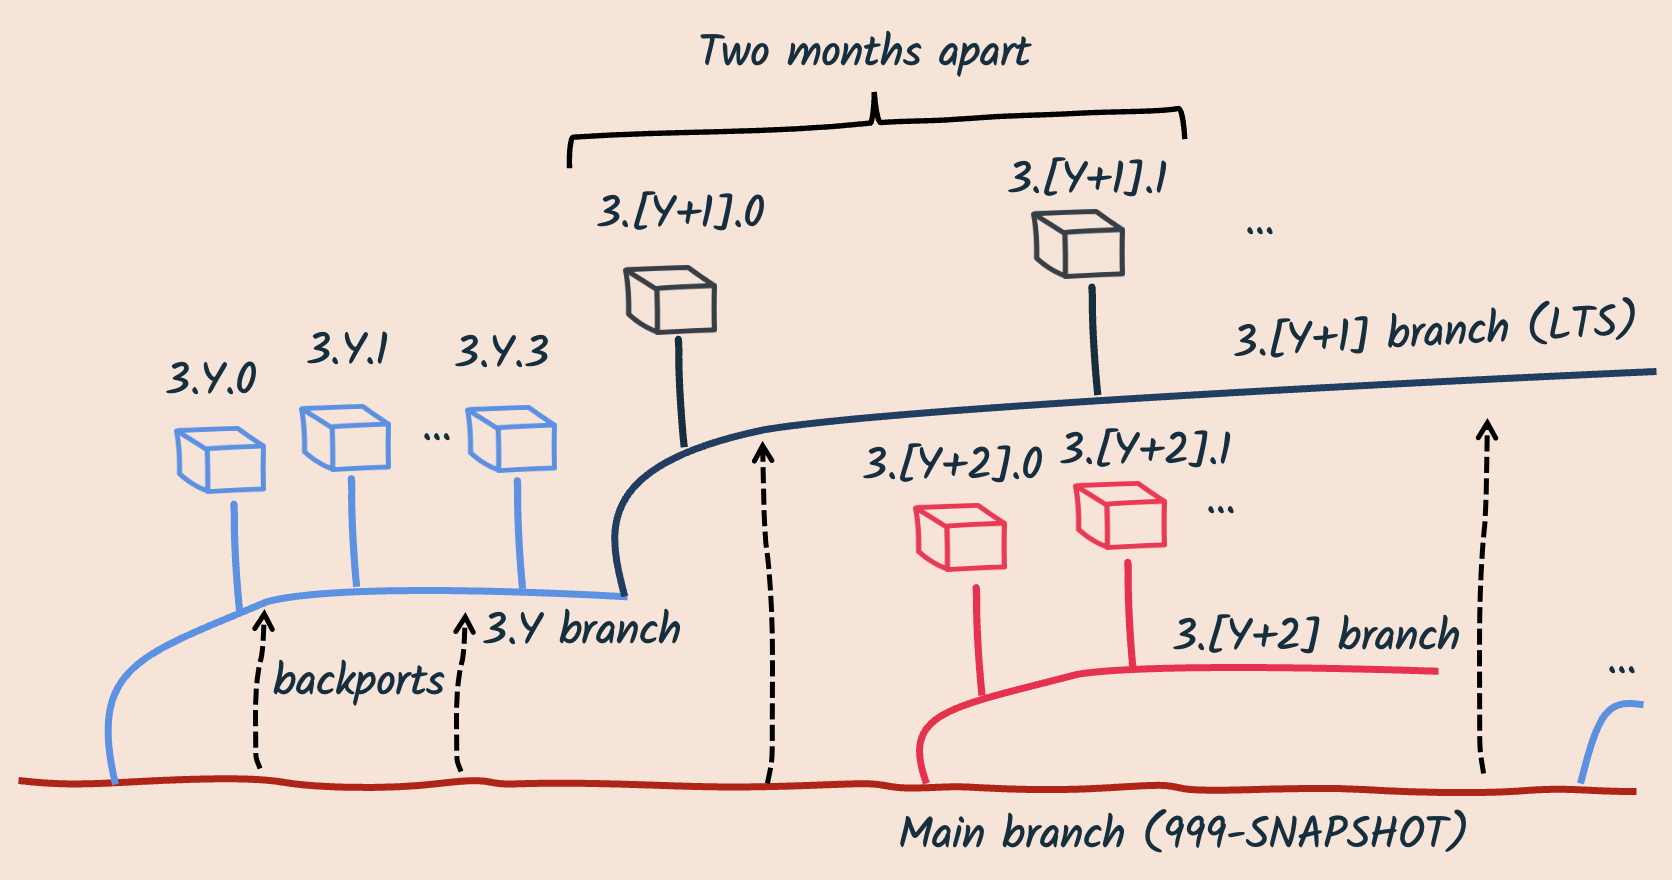 Two months apart
3.[Y+1].0
3.[Y+1].1
...
3.Y.0
3.Y.1
...
3.Y.3
3.[Y+1] branch (LTS)
3.[Y+2].0
3.[Y+2].1
...
3.Y branch
backports
3.[Y+2] branch
...
Main branch (999-SNAPSHOT)